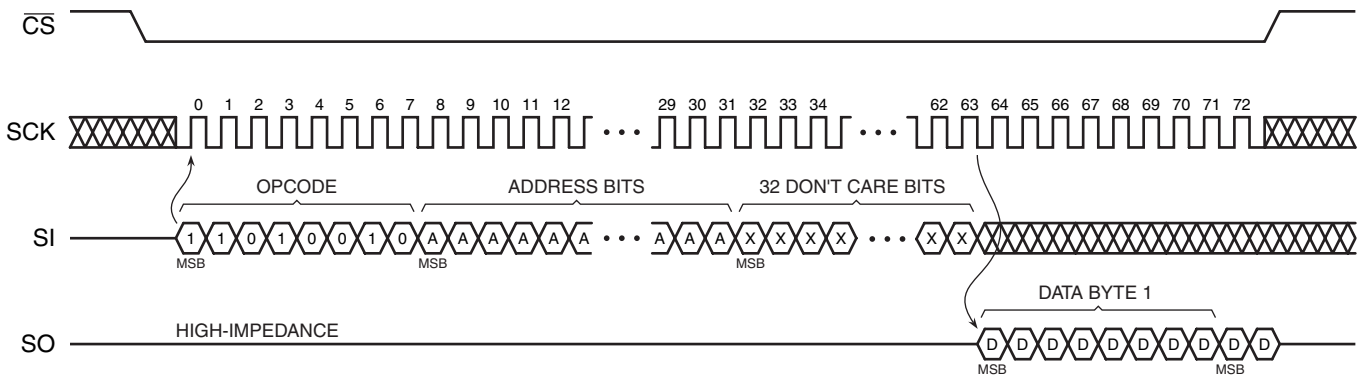 CS
0 1 2 3 4 5 6 7 8 9 10 11 12 29 30 31 32 33 34 62 63 64 65 66 67 68 69 70 71 72
SCK
OPCODE ADDRESS BITS 32 DON'T CARE BITS
SI 1 1 0 1 0 0 1 0 A A A A A A A A A X X X X X X
MSB MSB MSB
DATA BYTE 1
HIGH-IMPEDANCE
SO D D D D D D D D D D
MSB MSB